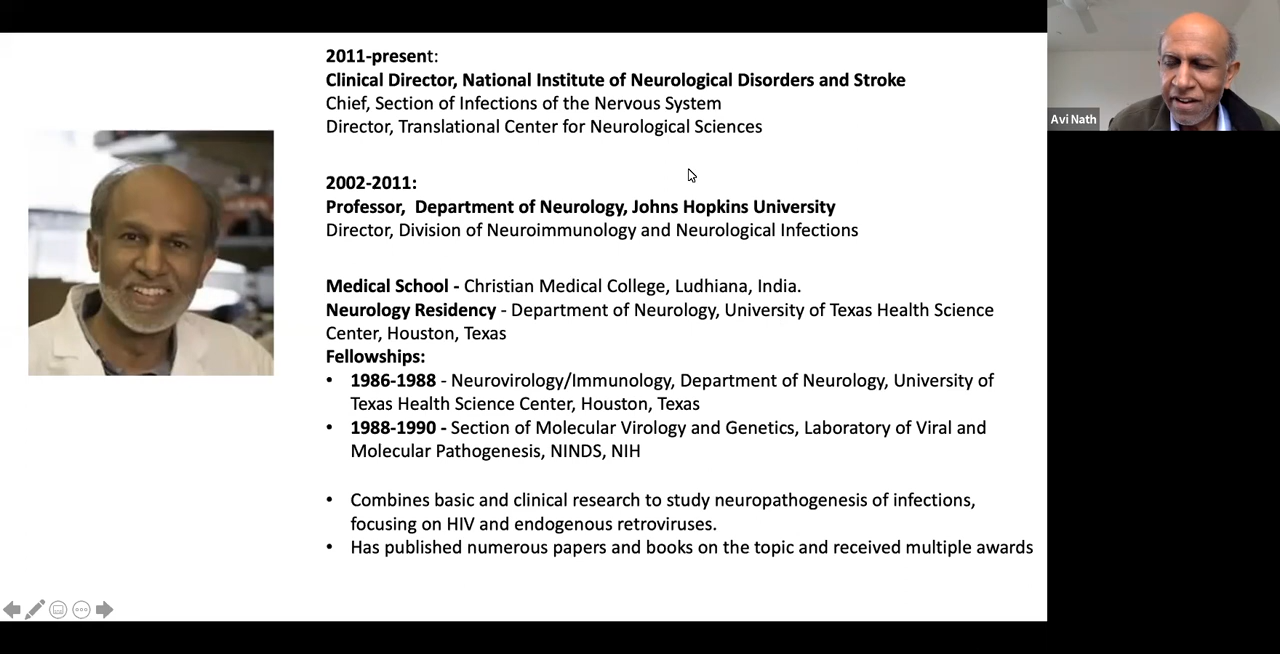 2011-present:
Clinical Director, National Institute of Neurological Disorders and Stroke
Chief, Section of Infections of the Nervous System
Director, Translational Center for Neurological Sciences
2002-2011:
Professor, Department of Neurology, Johns Hopkins University
Director, Division of Neuroimmunology and Neurological Infections
Medical School - Christian Medical College, Ludhiana, India.
Neurology Residency - Department of Neurology, University of Texas Health Science
Center, Houston, Texas
Fellowships:
• 1986-1988 - Neurovirology/Immunology, Department of Neurology, University of
Texas Health Science Center, Houston, Texas
• 1988-1990 - Section of Molecular Virology and Genetics, Laboratory of Viral and
Molecular Pathogenesis, NINDS, NIH
• Combines basic and clinical research to study neuropathogenesis of infections,
focusing on HIV and endogenous retroviruses.
• Has published numerous papers and books on the topic and received multiple awards
Avi Nath